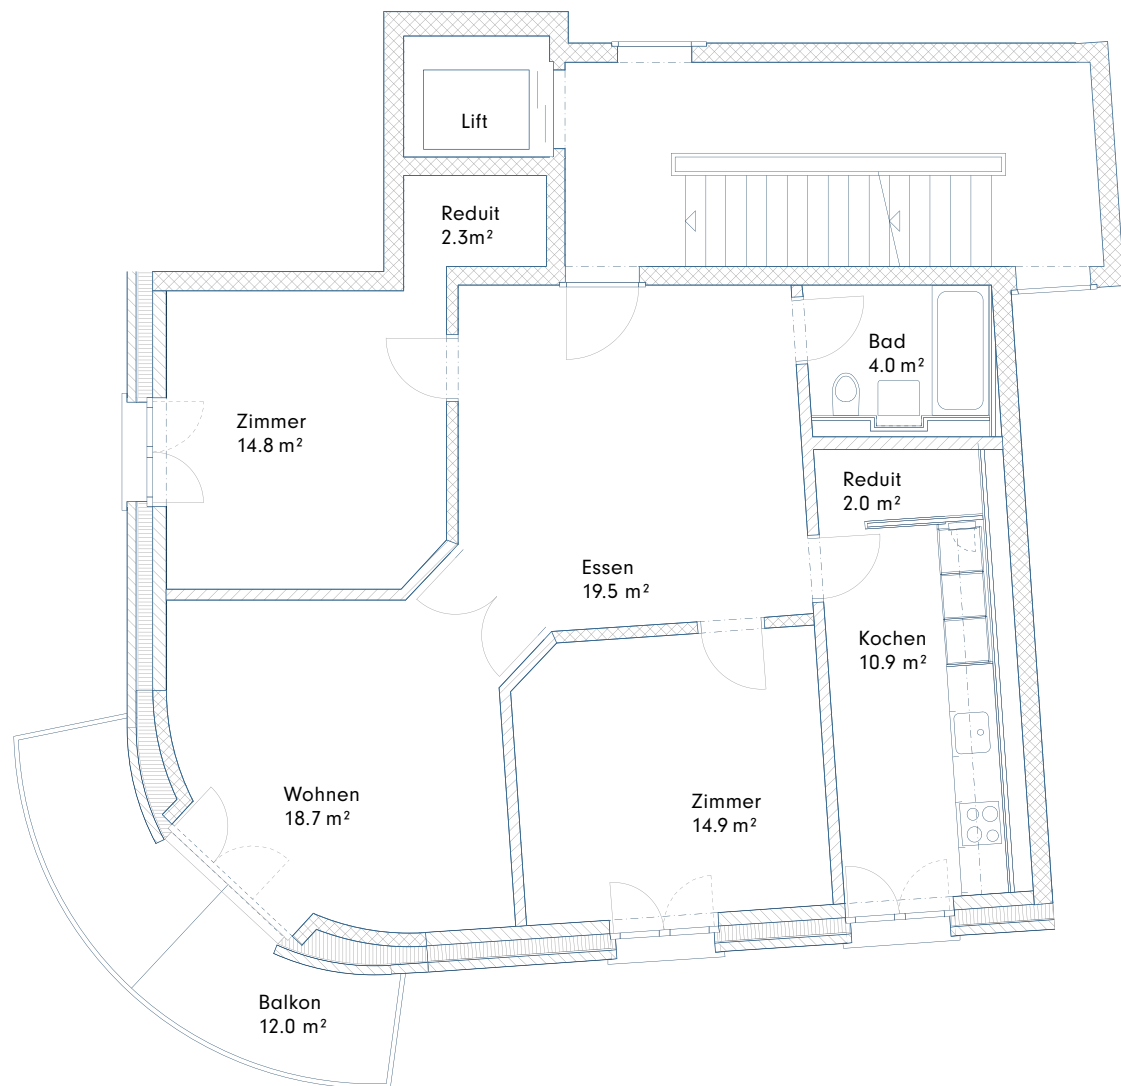 Lift
Reduit
2.3m²
Bad
4.0 m²
Zimmer
14.8 m²
Reduit
2.0 m²
Essen
19.5 m²
Kochen
10.9 m²
Wohnen
18.7 m²
Zimmer
14.9 m²
Balkon
12.0 m²